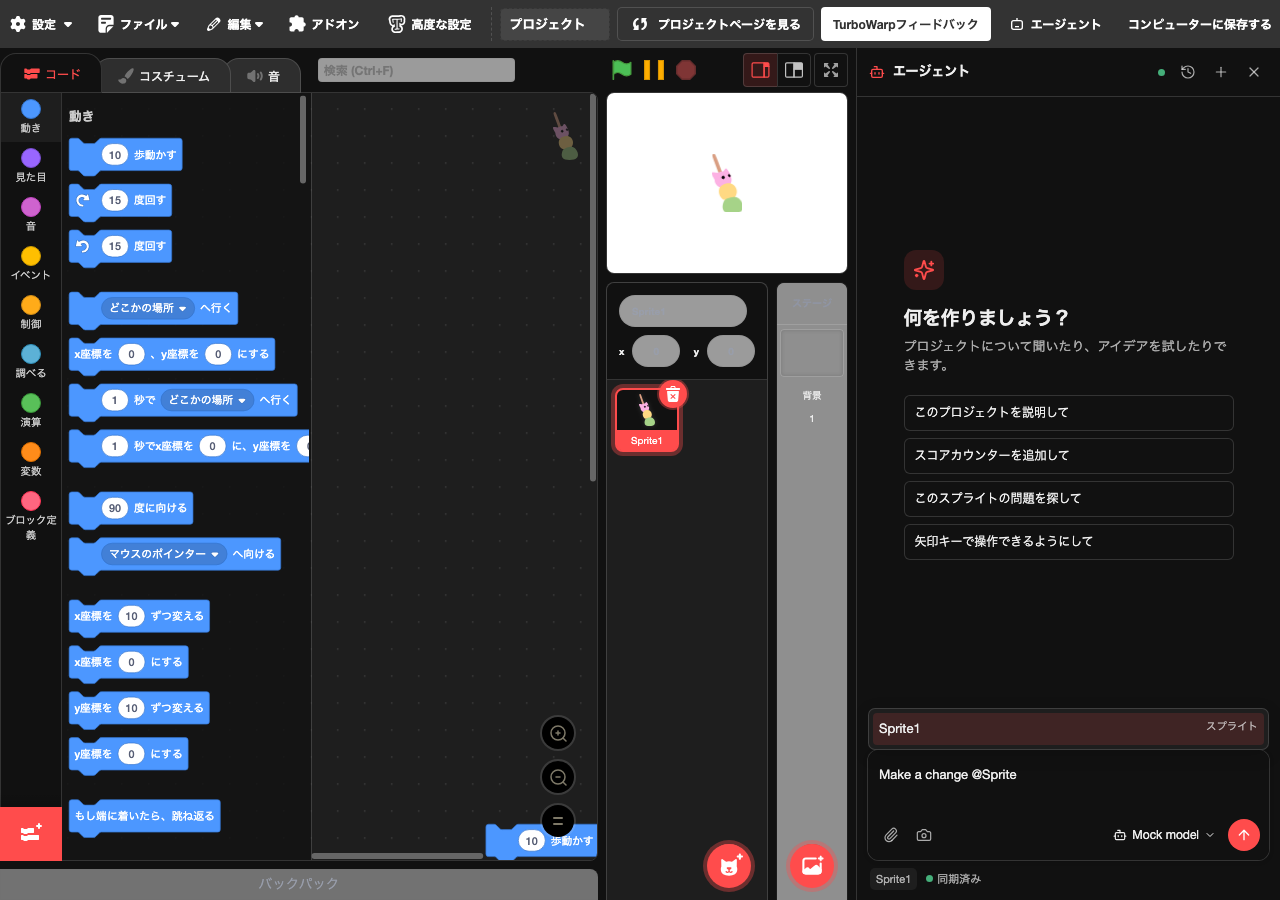 設定
ファイル
編集
アドオン
高度な設定
プロジェクト
プロジェクトページを見る
TurboWarpフィードバック
エージェント
コンピューターに保存する
コード
コスチューム
音
検索 (Ctrl+F)
エージェント
動き
見た目
音
イベント
制御
調べる
演算
変数
ブロック定
義
動き
10 歩動かす
15 度回す
15 度回す
どこかの場所 へ行く
x座標を 0 、y座標を 0 にする
1 秒で どこかの場所 へ行く
1 秒でx座標を 0 に、y座標を
90 度に向ける
マウスのポインター へ向ける
x座標を 10 ずつ変える
x座標を 0 にする
y座標を 10 ずつ変える
y座標を 0 にする
もし端に着いたら、跳ね返る
10 歩動かす
バックパック
x
y
Sprite1
ステージ
背景
1
何を作りましょう？
プロジェクトについて聞いたり、アイデアを試したりで
きます。
このプロジェクトを説明して
スコアカウンターを追加して
このスプライトの問題を探して
矢印キーで操作できるようにして
Sprite1 スプライト
Make a change @Sprite
Mock model
Sprite1 同期済み